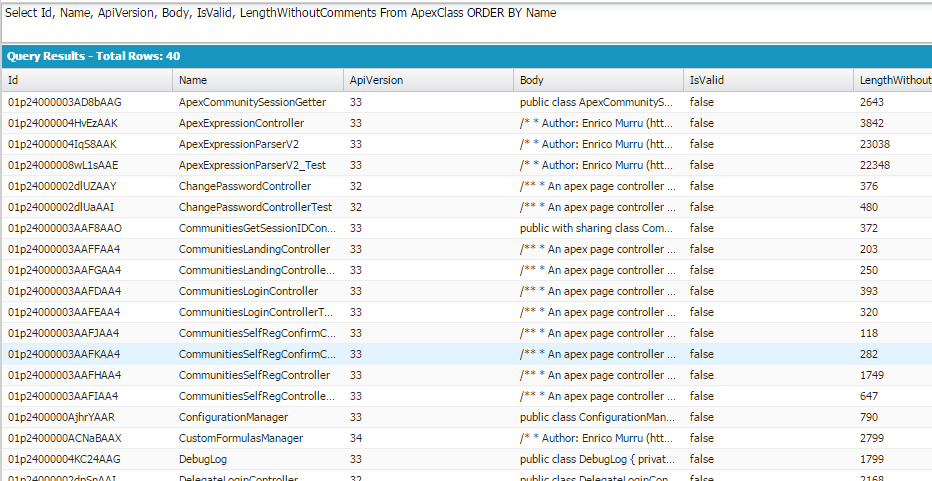 Select Id, Name, ApiVersion, Body, IsValid, LengthWithoutComments From ApexClass ORDER BY Name
Query Results - Total Rows: 40
Id Name ApiVersion Body IsValid LengthWithout
01p24000003AD8bAAG ApexCommunitySessionGetter 33 public class ApexCommunityS... false 2643
01p24000004HvEzAAK ApexExpressionController 33 /* * Author: Enrico Murru (htt... false 3842
01p24000004IqS8AAK ApexExpressionParserV2 33 /* * Author: Enrico Murru (htt... false 23038
01p24000008wL1sAAE ApexExpressionParserV2_Test 33 /* * Author: Enrico Murru (htt... false 22348
01p24000002dlUZAAY ChangePasswordController 32 /** * An apex page controller ... false 376
01p24000002dlUaAAI ChangePasswordControllerTest 32 /** * An apex page controller ... false 480
01p24000003AAF8AAO CommunitiesGetSessionIDCon... 33 public with sharing class Com... false 372
01p24000003AAFFAA4 CommunitiesLandingController 33 /** * An apex page controller ... false 203
01p24000003AAFGAA4 CommunitiesLandingControlle... 33 /** * An apex page controller ... false 250
01p24000003AAFDAA4 CommunitiesLoginController 33 /** * An apex page controller ... false 393
01p24000003AAFEAA4 CommunitiesLoginControllerT... 33 /** * An apex page controller ... false 320
01p24000003AAFJAA4 CommunitiesSelfRegConfirmC... 33 /** * An apex page controller ... false 118
01p24000003AAFKAA4 CommunitiesSelfRegConfirmC... 33 /** * An apex page controller ... false 282
01p24000003AAFHAA4 CommunitiesSelfRegController 33 /** * An apex page controller ... false 1749
01p24000003AAFIAA4 CommunitiesSelfRegControlle... 33 /** * An apex page controller ... false 647
01p2400000AjhrYAAR ConfigurationManager 33 public class ConfigurationMan... false 790
01p2400000ACNaBAAX CustomFormulasManager 34 /* * Author: Enrico Murru (htt... false 2799
01p24000004KC24AAG DebugLog 33 public class DebugLog { privat... false 1799
01p24000002dnSnAAI DelegateLoginController 32 public class DelegateLoginCon... false 2168